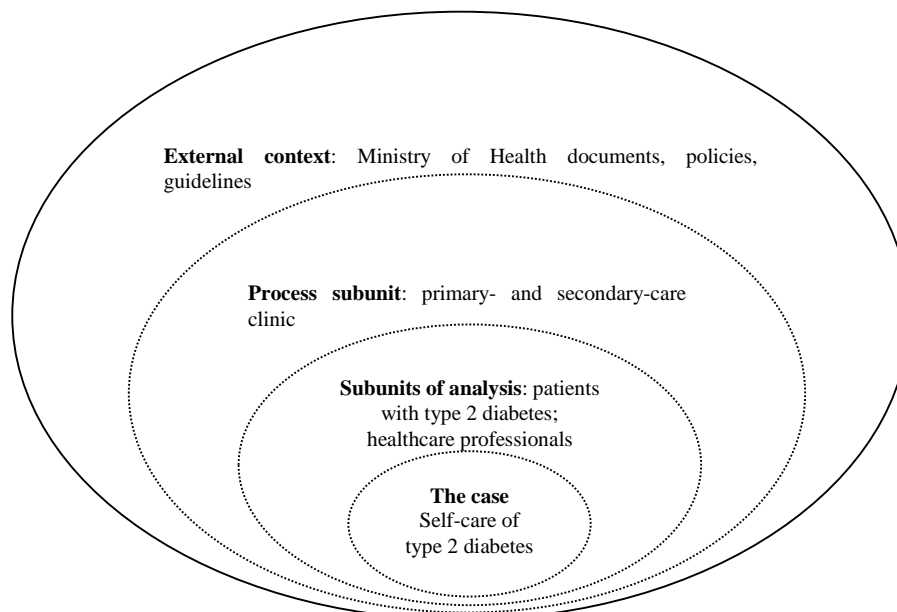 External context: Ministry of Health documents, policies,
guidelines
Process subunit: primary- and secondary-care
clinic
Subunits of analysis: patients
with type 2 diabetes;
healthcare professionals
The case
Self-care of
type 2 diabetes